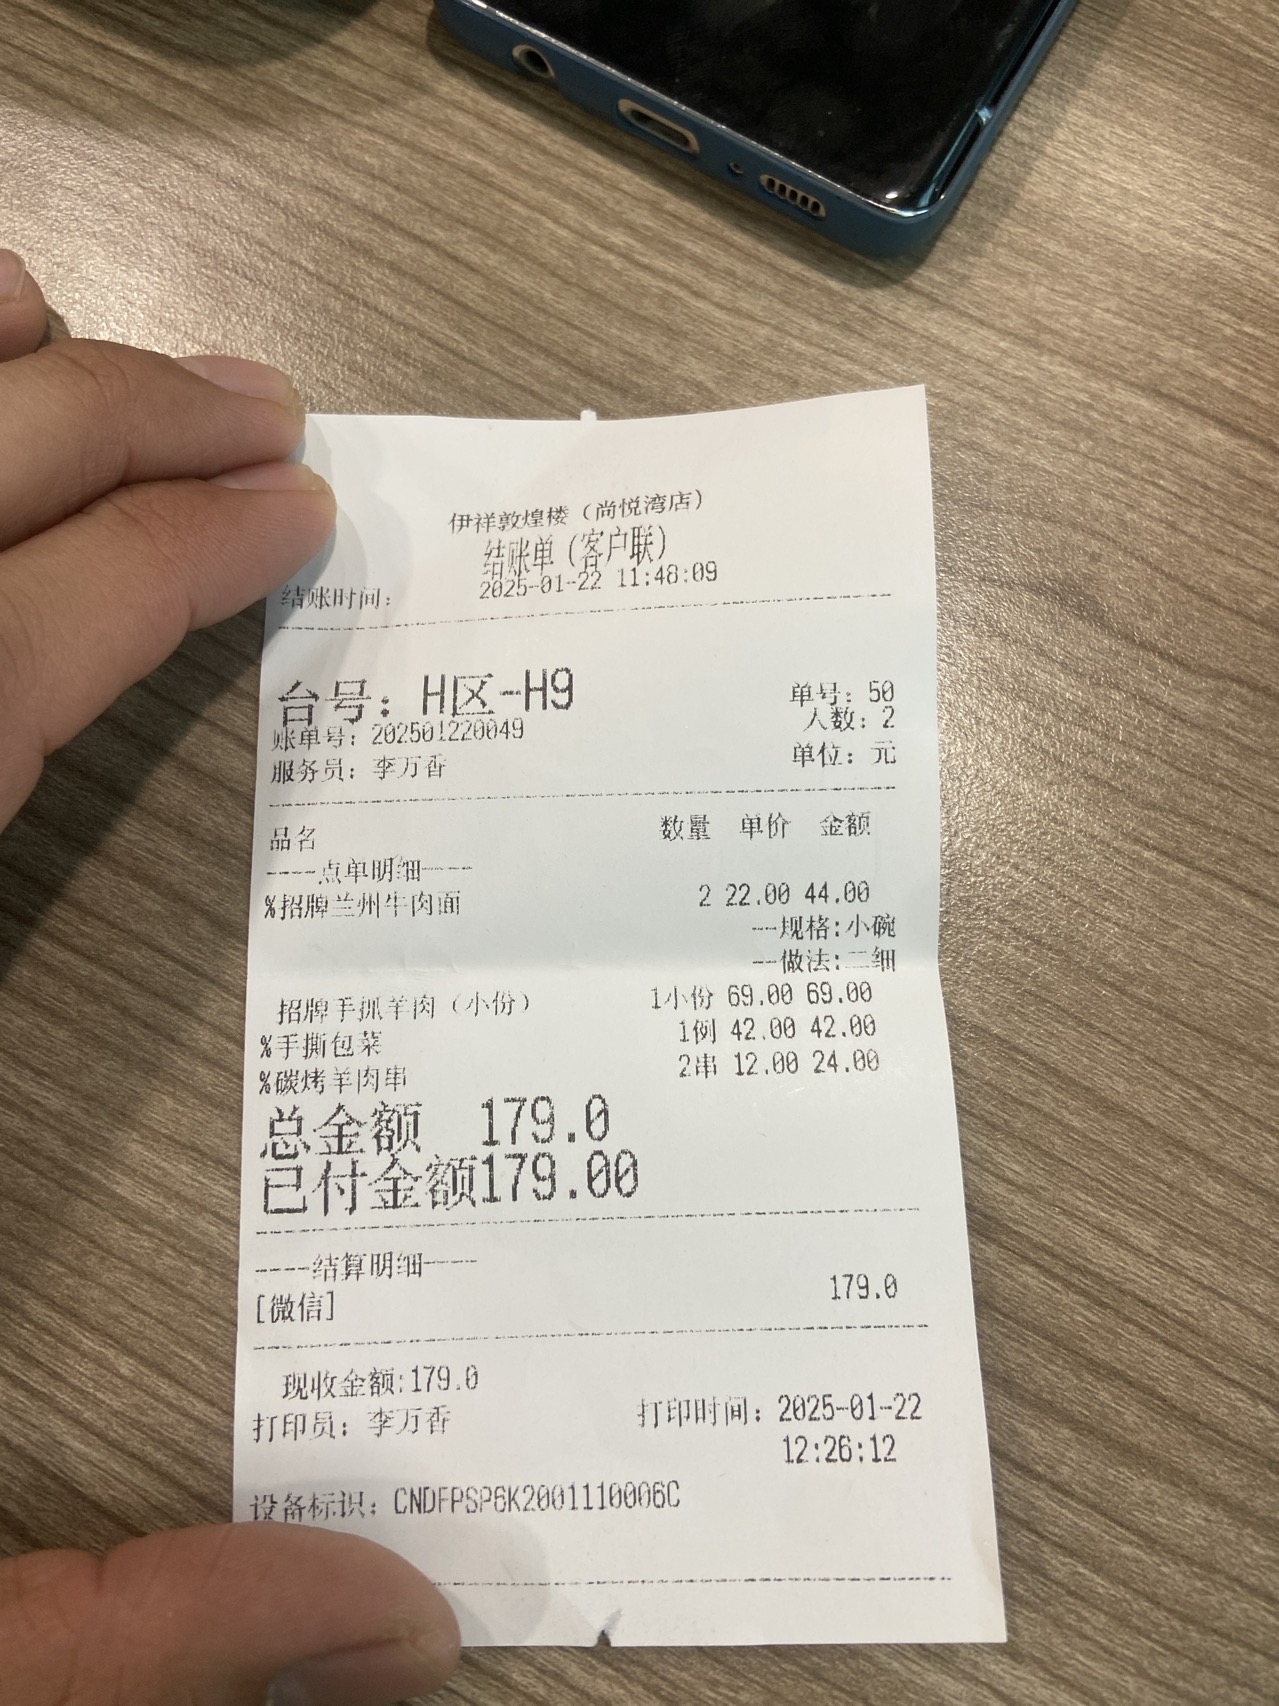 伊祥敦煌楼（尚悦湾店）
结账单（客户联）
结账时间： 2025-01-22 11:48:09
台号：H区-H9 单号：50
人数：2
账单号：202501220049
服务员：李万香 单位：元
品名 数量 单价 金额
----点单明细----
%招牌兰州牛肉面 2 22.00 44.00
--规格:小碗
--做法:二细
招牌手抓羊肉（小份） 1小份 69.00 69.00
%手撕包菜 1例 42.00 42.00
%碳烤羊肉串 2串 12.00 24.00
总金额 179.0
已付金额179.00
----结算明细----
[微信] 179.0
现收金额:179.0
打印员：李万香 打印时间：2025-01-22
12:26:12
设备标识：CNDFPSP6K2001110006C